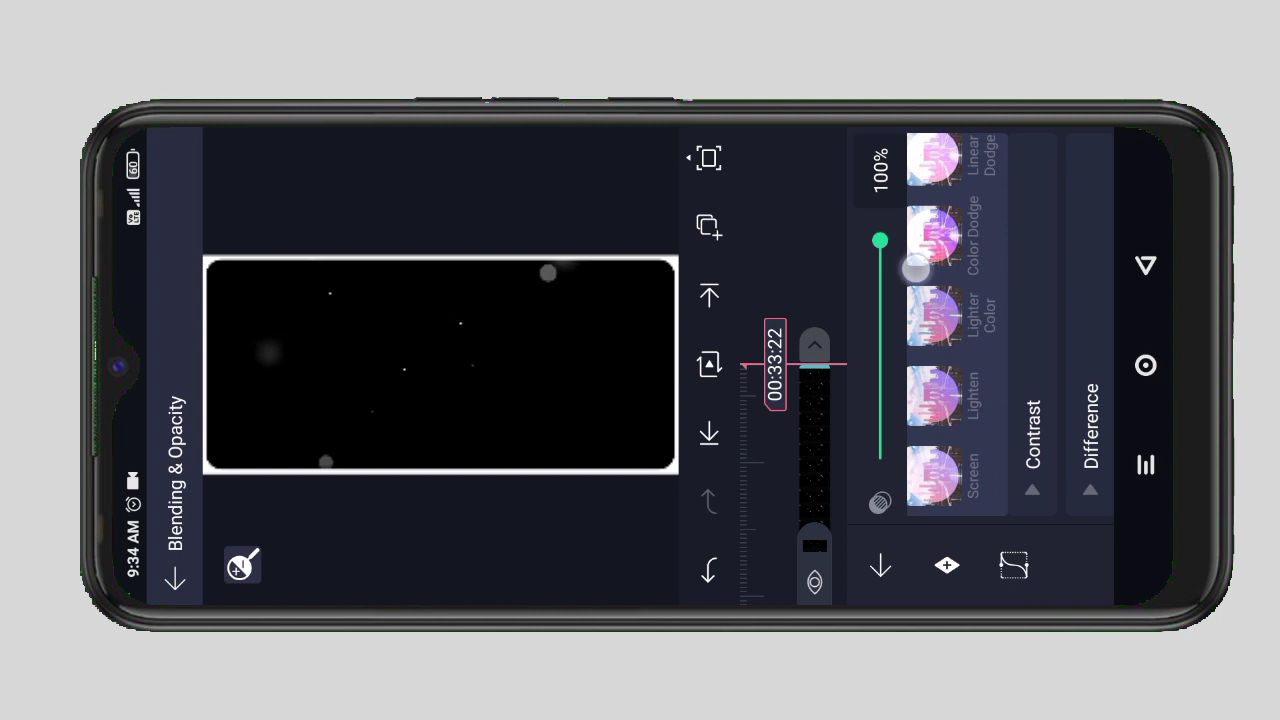 9:34 AM
60
Blending & Opacity
00:33:22
100%
Screen
Lighten
Lighter
Color
Color Dodge
Linear
Dodge
Contrast
Difference